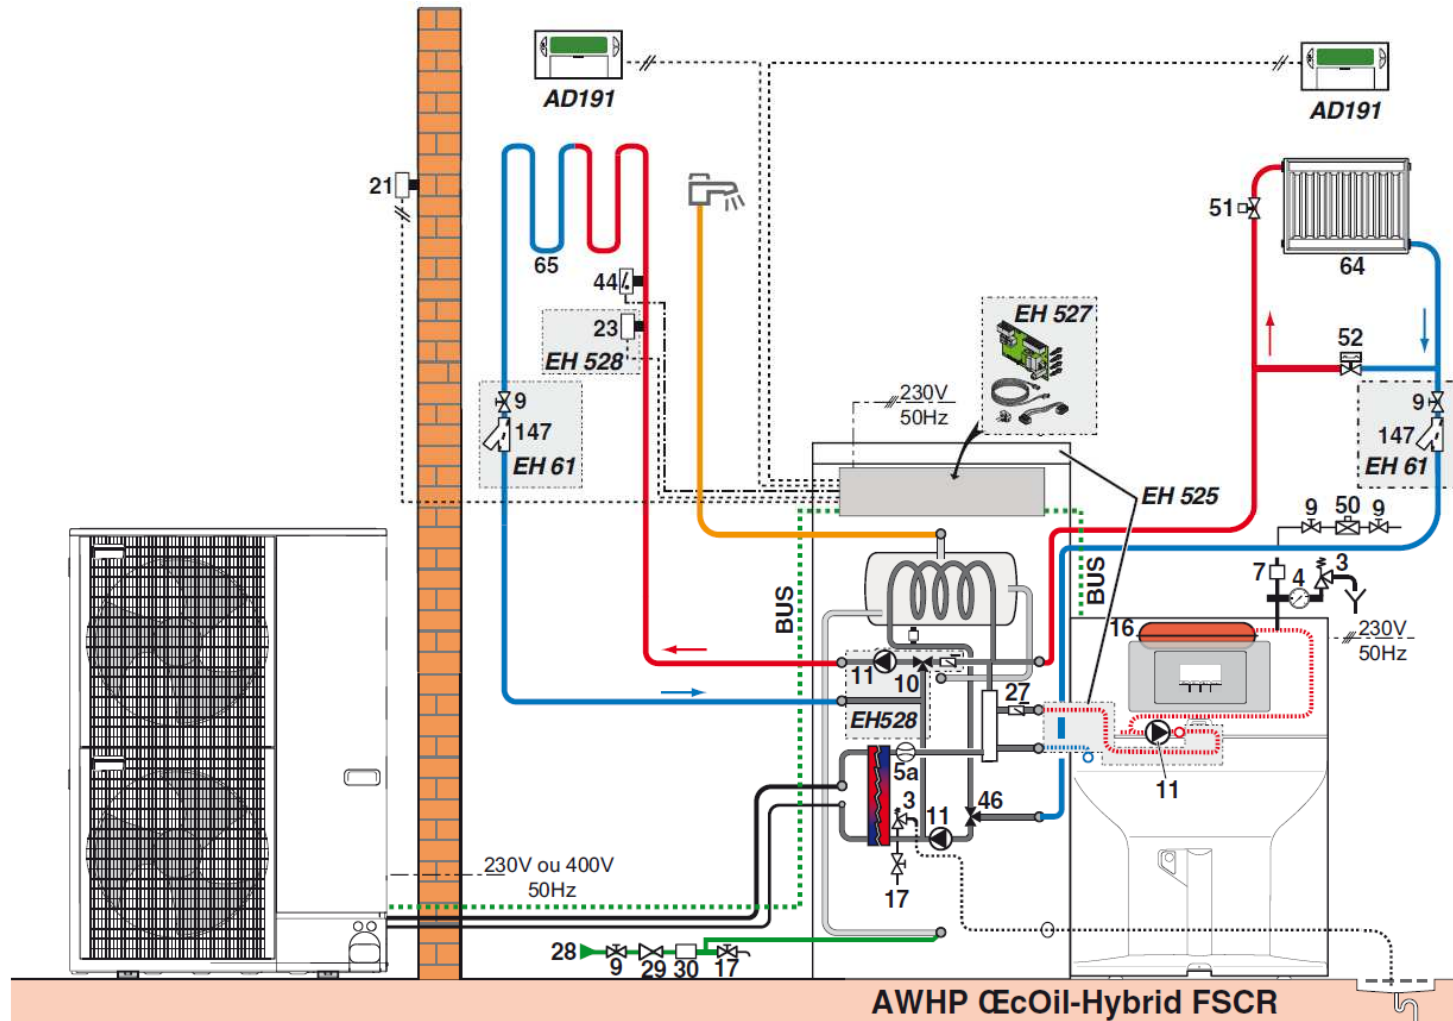 AD191
AD191
21
51
65
44
64
EH 527
23
EH 528
52
9
147
EH 61
230V
50Hz
9
147
EH 61
EH 525
9
50
9
BUS
BUS
7
4
3
16
230V
50Hz
11
10
27
EH528
5a
11
3
11
46
230V ou 400V
50Hz
17
28
9
29
30
17
AWHP ŒcOil-Hybrid FSCR